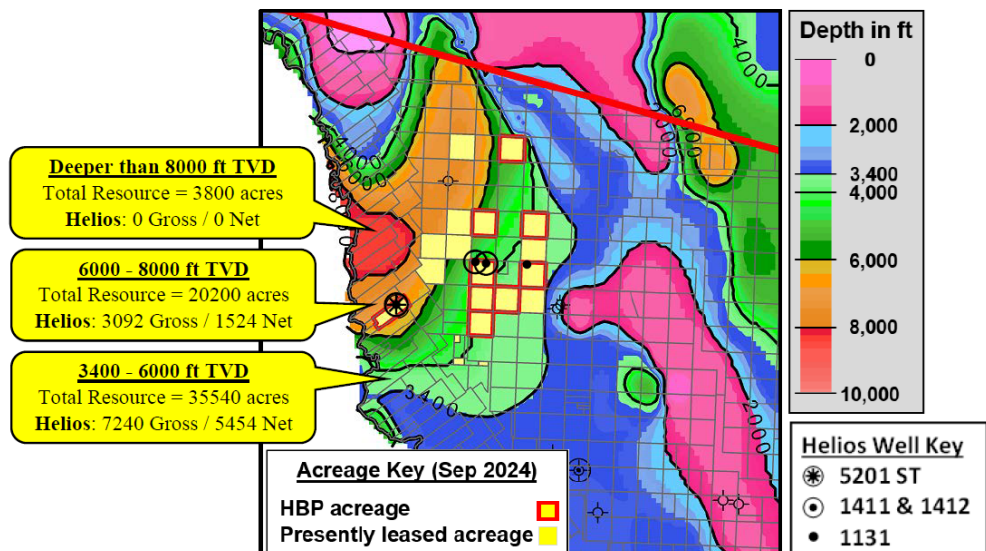 Deeper than 8000 ft TVD
Total Resource = 3800 acres
Helios: 0 Gross / 0 Net
6000 - 8000 ft TVD
Total Resource = 20200 acres
Helios: 3092 Gross / 1524 Net
3400 - 6000 ft TVD
Total Resource = 35540 acres
Helios: 7240 Gross / 5454 Net
4000
6000
4000
3400
2000
Acreage Key (Sep 2024)
HBP acreage
Presently leased acreage
Depth in ft
0
2,000
3,400
4,000
6,000
8,000
10,000
Helios Well Key
5201 ST
1411 & 1412
1131